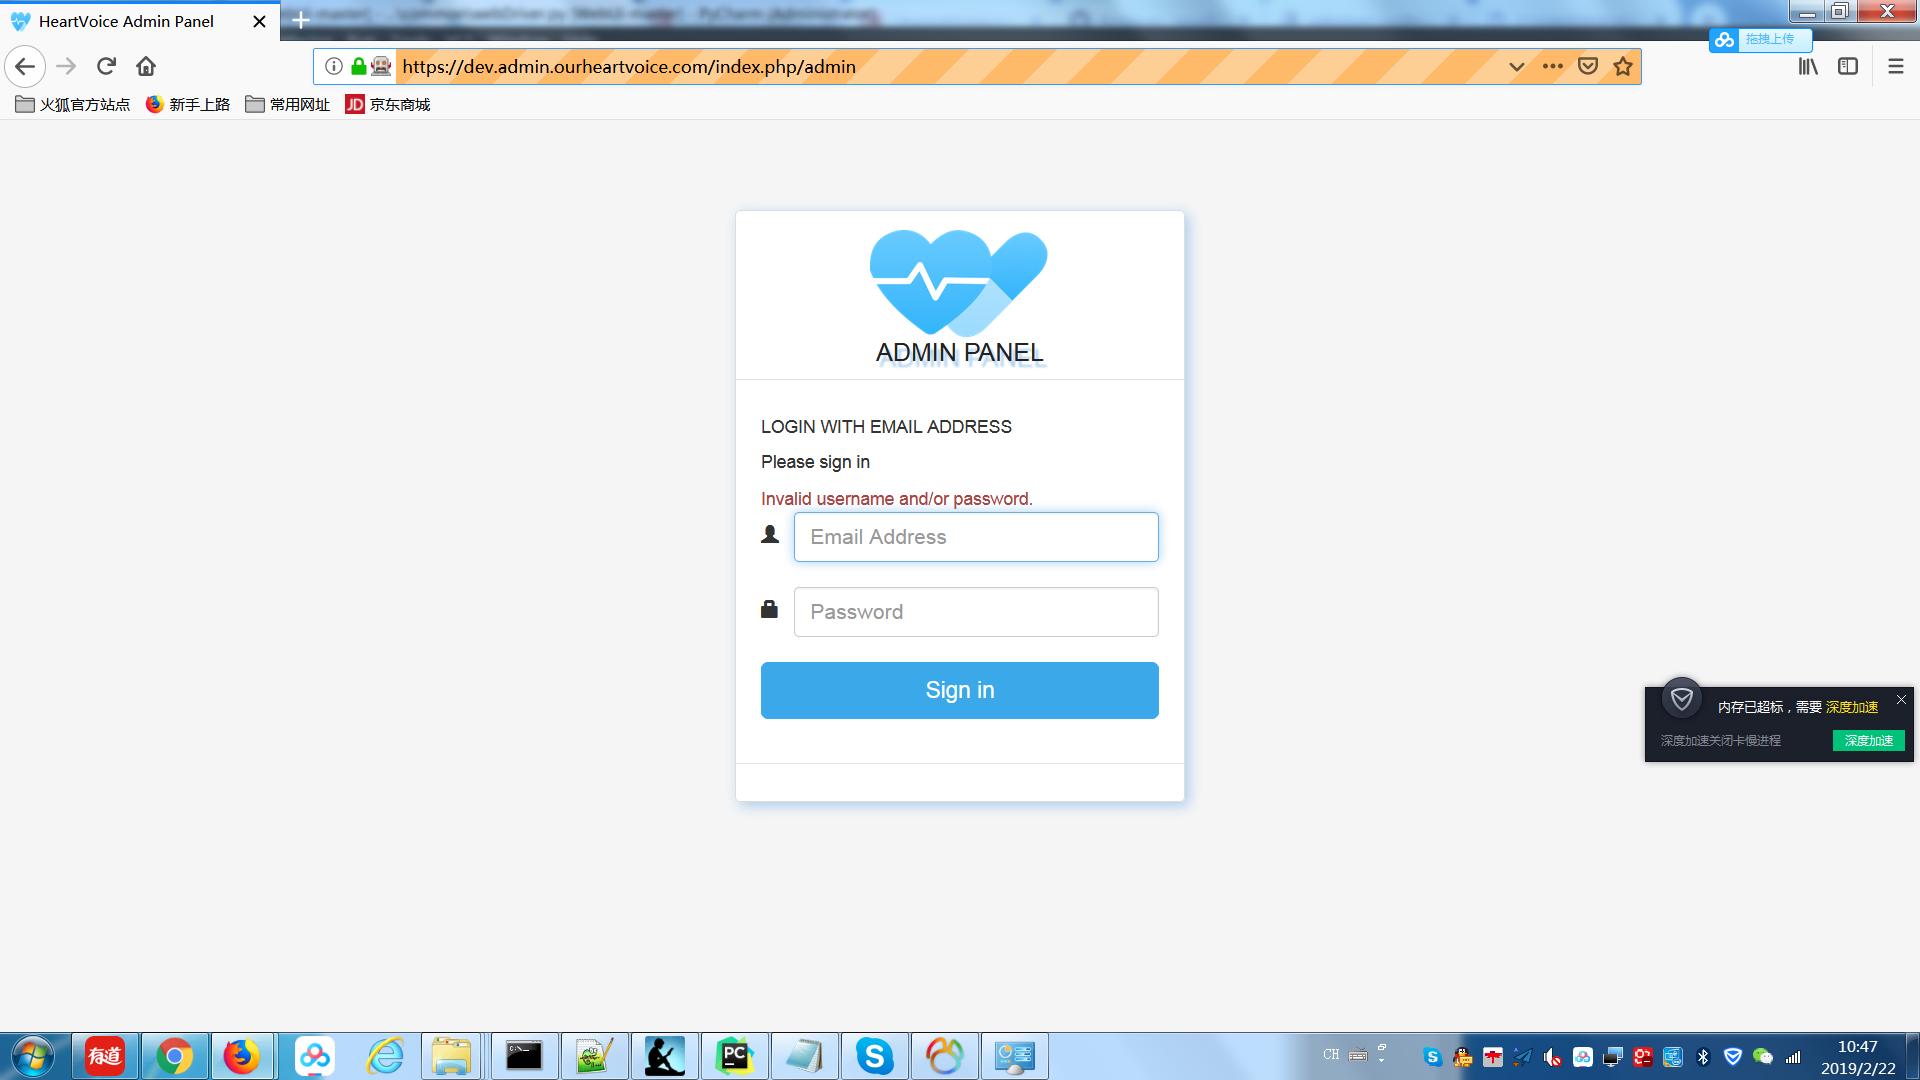 HeartVoice Admin Panel
拖拽上传
https://dev.admin.ourheartvoice.com/index.php/admin
火狐官方站点 新手上路 常用网址 JD 京东商城
ADMIN PANEL
LOGIN WITH EMAIL ADDRESS
Please sign in
Invalid username and/or password.
Email Address
Password
Sign in
内存已超标，需要 深度加速
深度加速关闭卡慢进程 深度加速
有道
PC
CH
10:47
2019/2/22